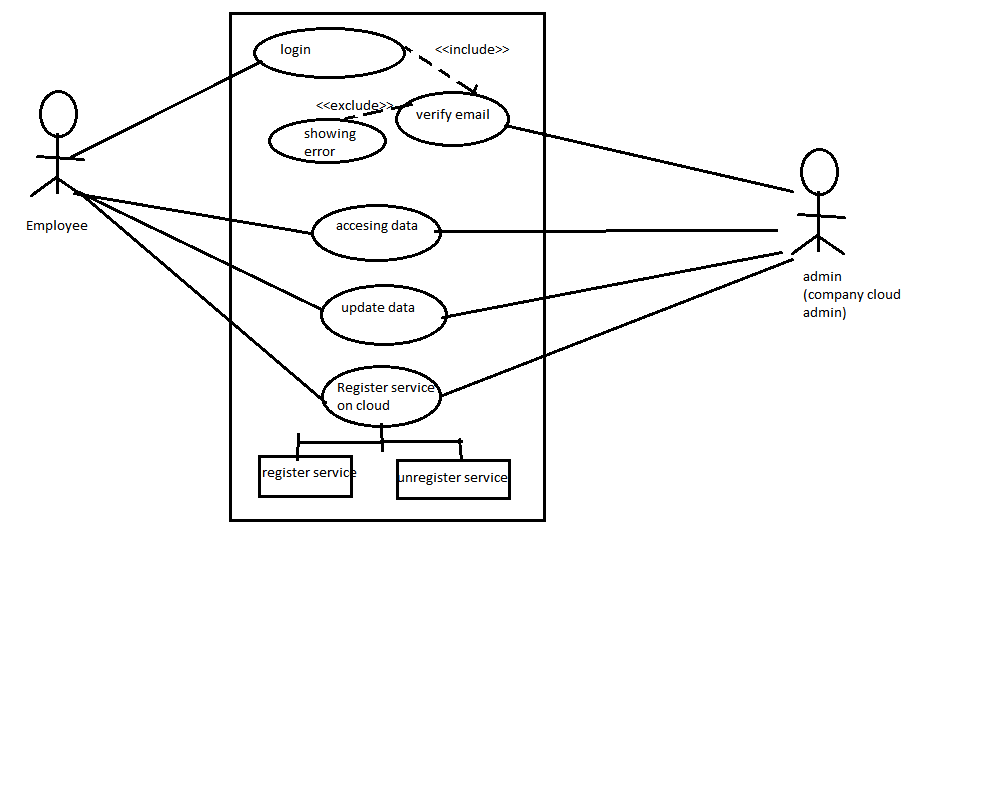 login
<<include>>
<<exclude>>
verify email
showing
error
Employee
accesing data
admin
(company cloud
admin)
update data
Register service
on cloud
register service
unregister service